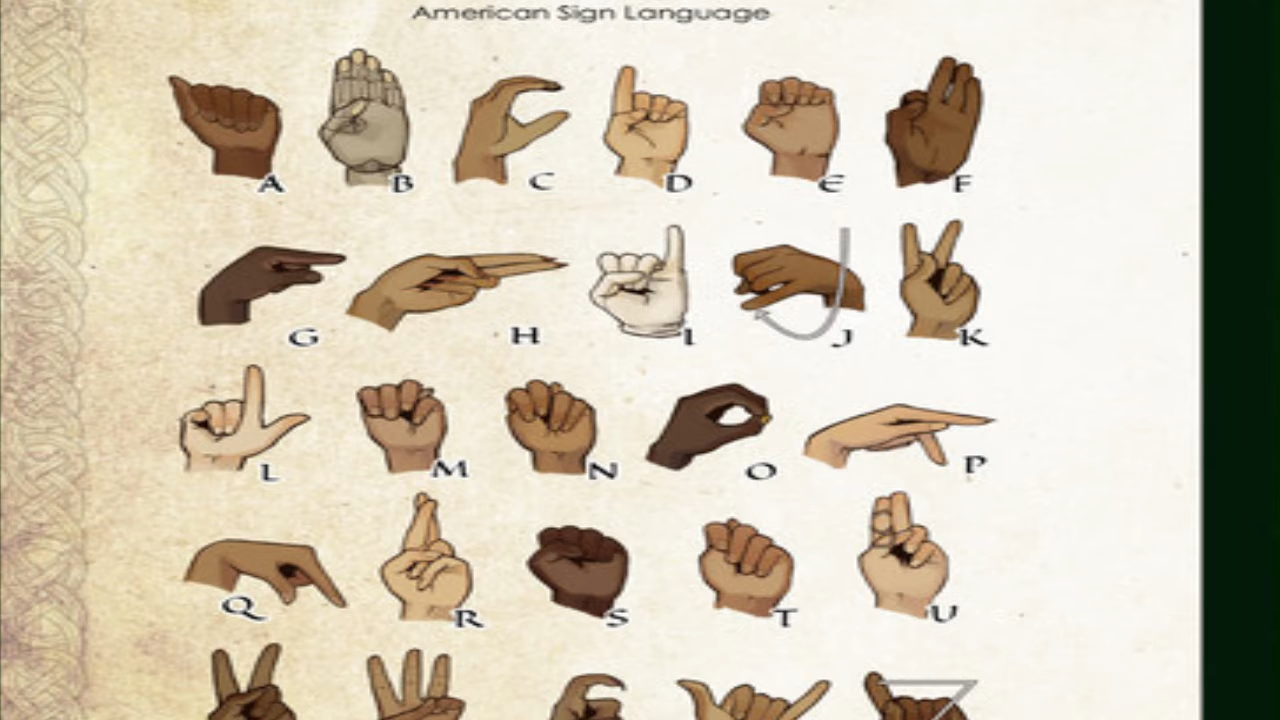 American Sign Language
A B C D E F
G H I J K
L M N O P
Q R S T U